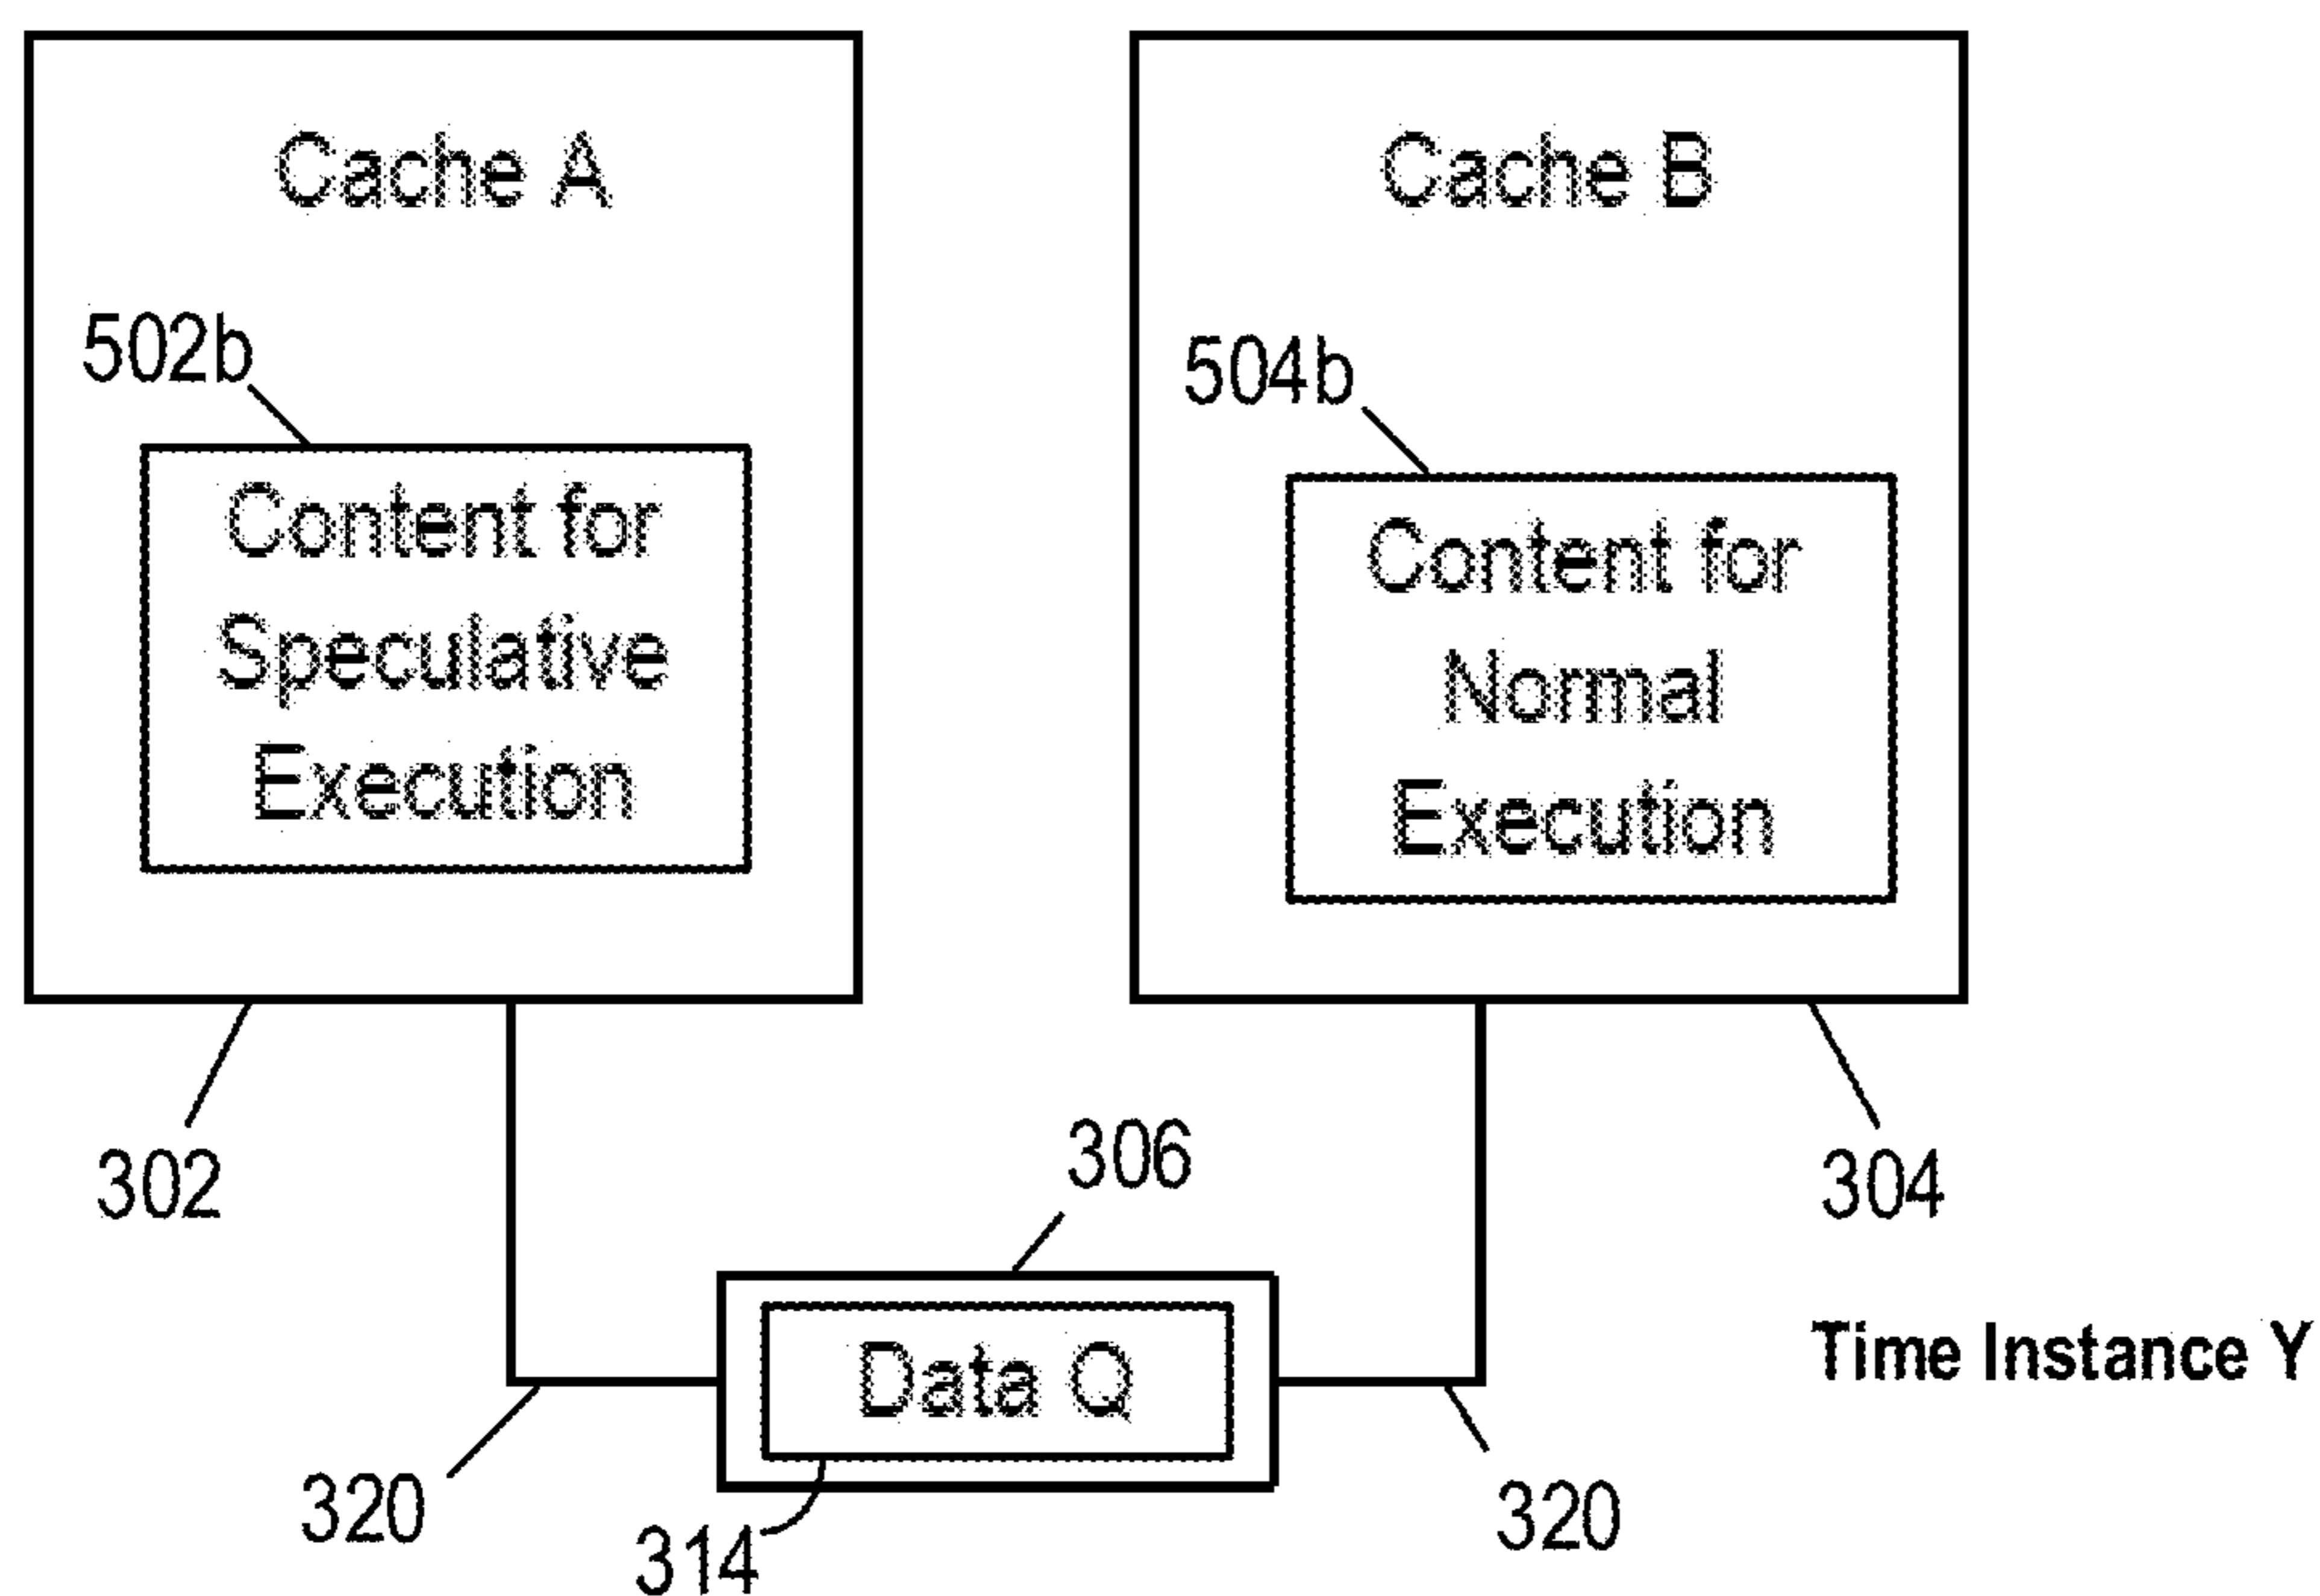 Cache A
502b
Content for
Speculative
Execution
302
Cache B
504b
Content for
Normal
Execution
304
306
Data Q
314
320
320
Time Instance Y